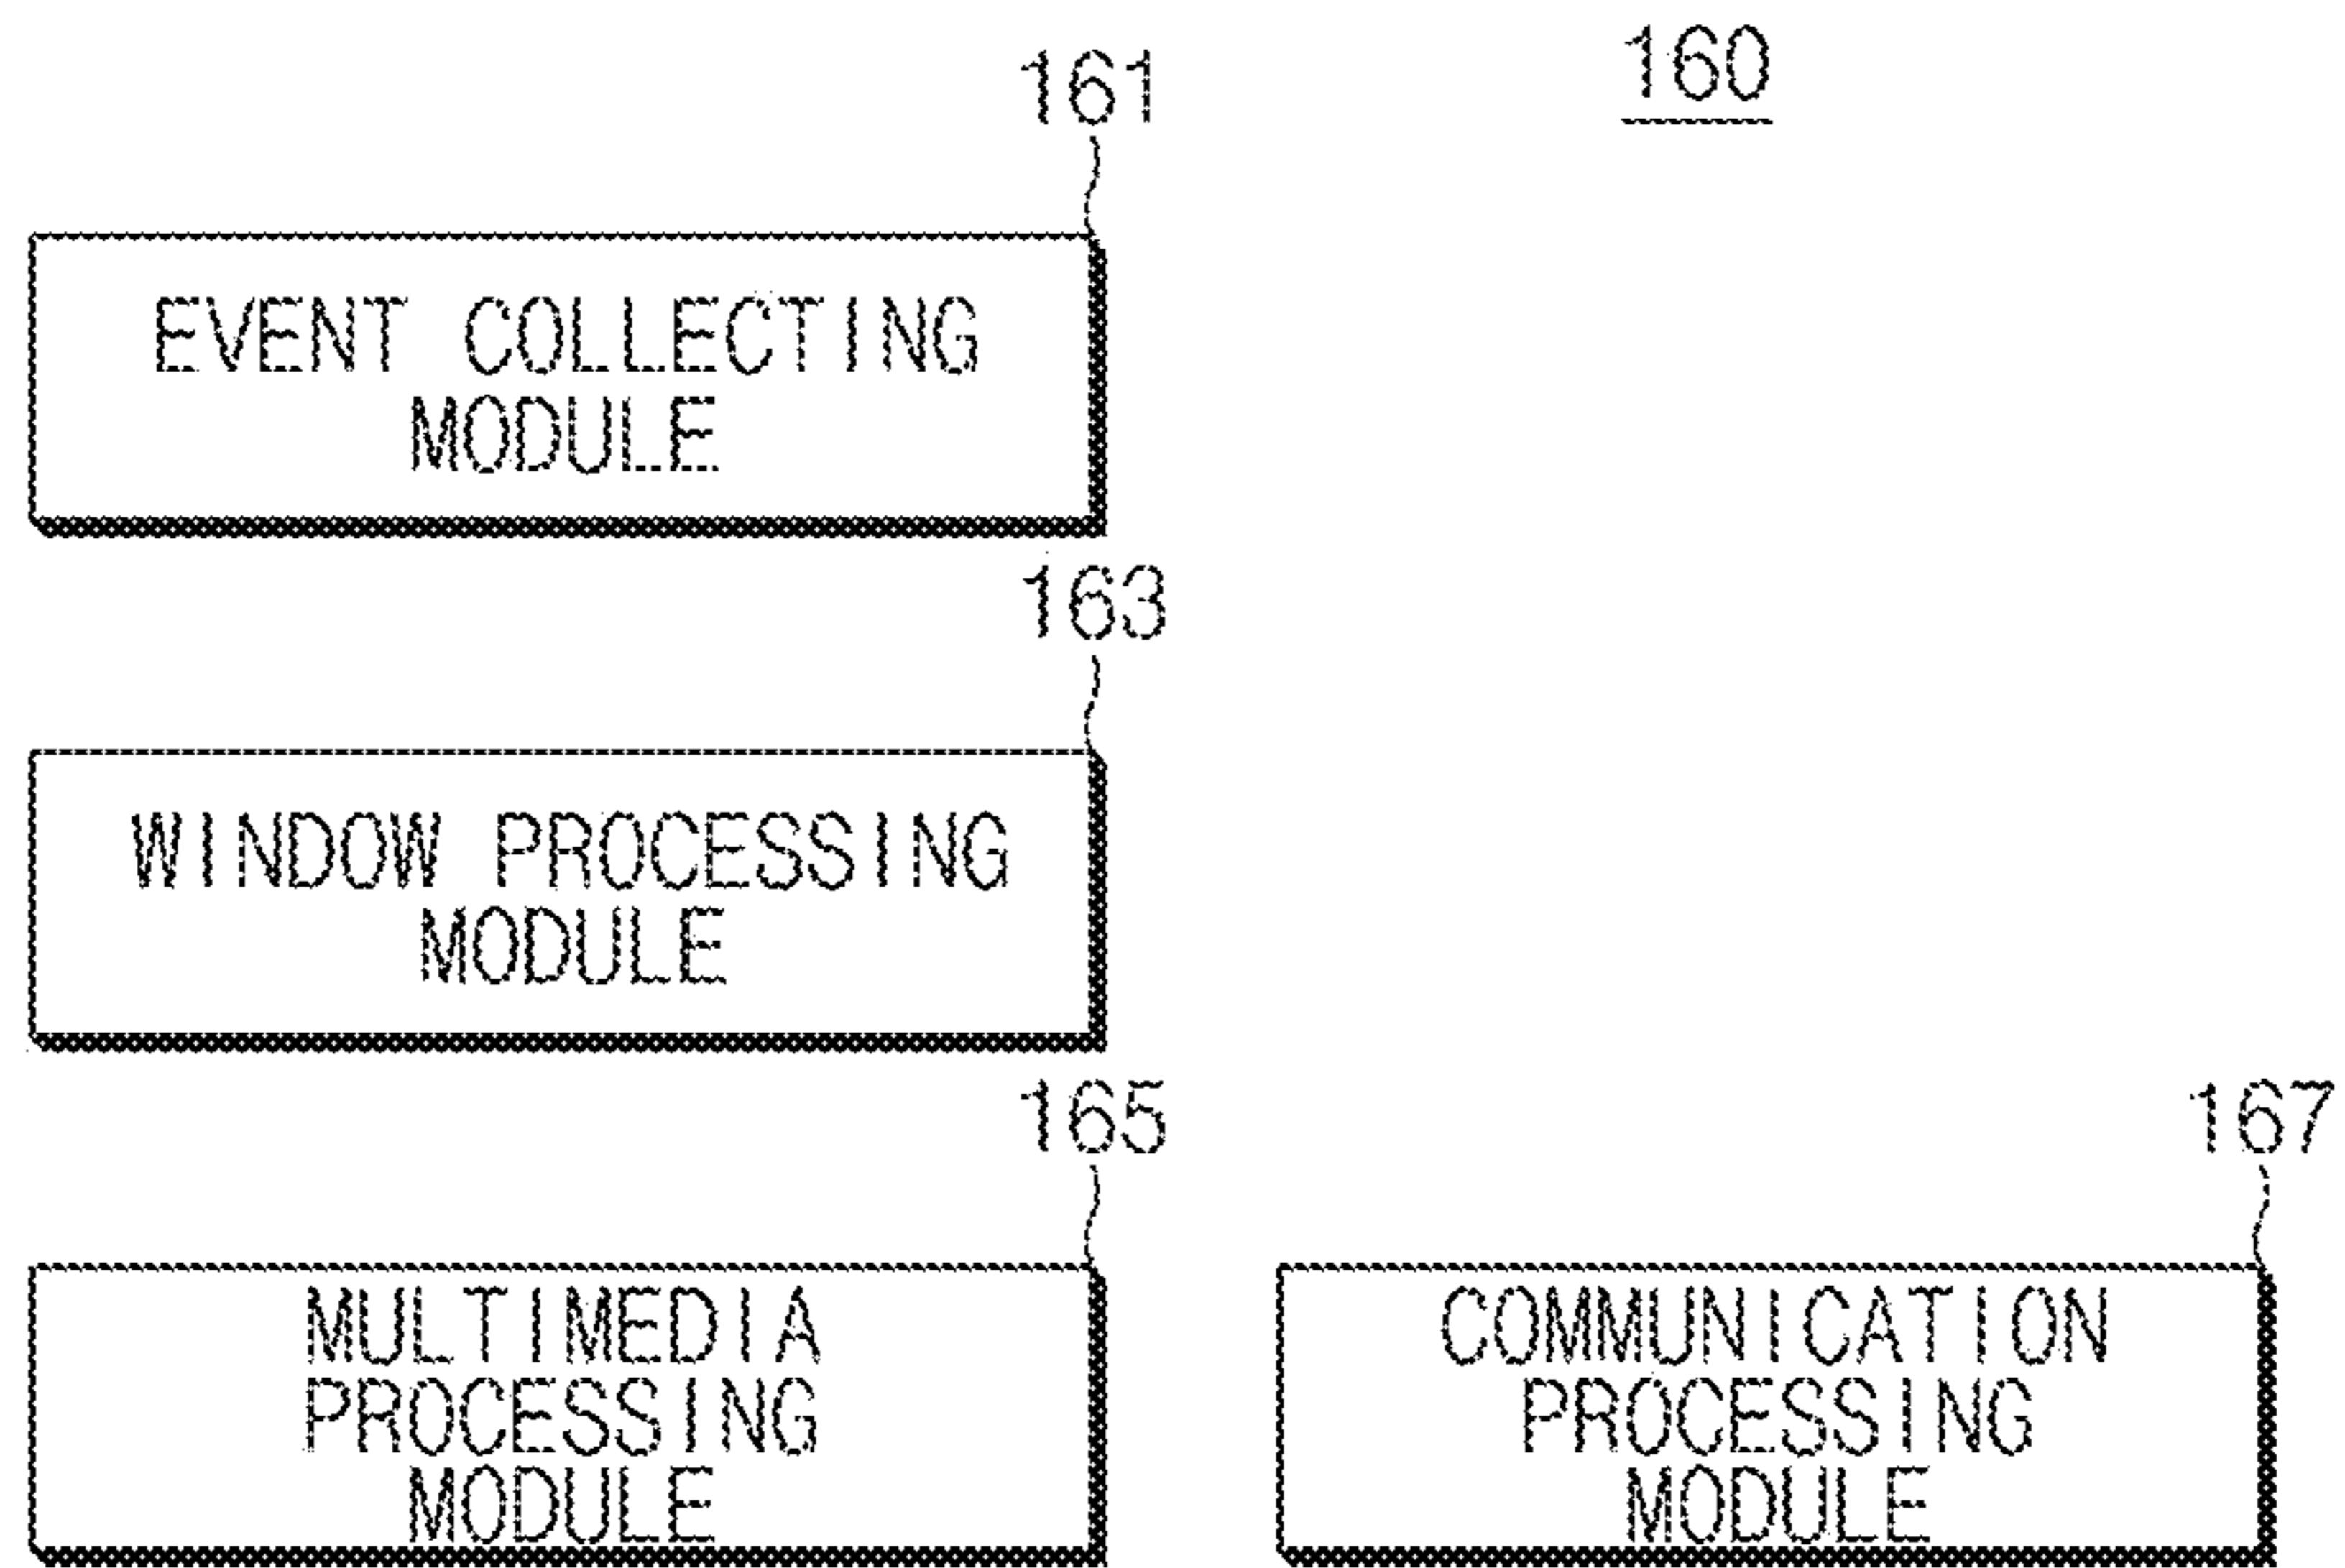 161
160
EVENT COLLECTING
MODULE
163
WINDOW PROCESSING
MODULE
165
MULTIMEDIA
PROCESSING
MODULE
167
COMMUNICATION
PROCESSING
MODULE